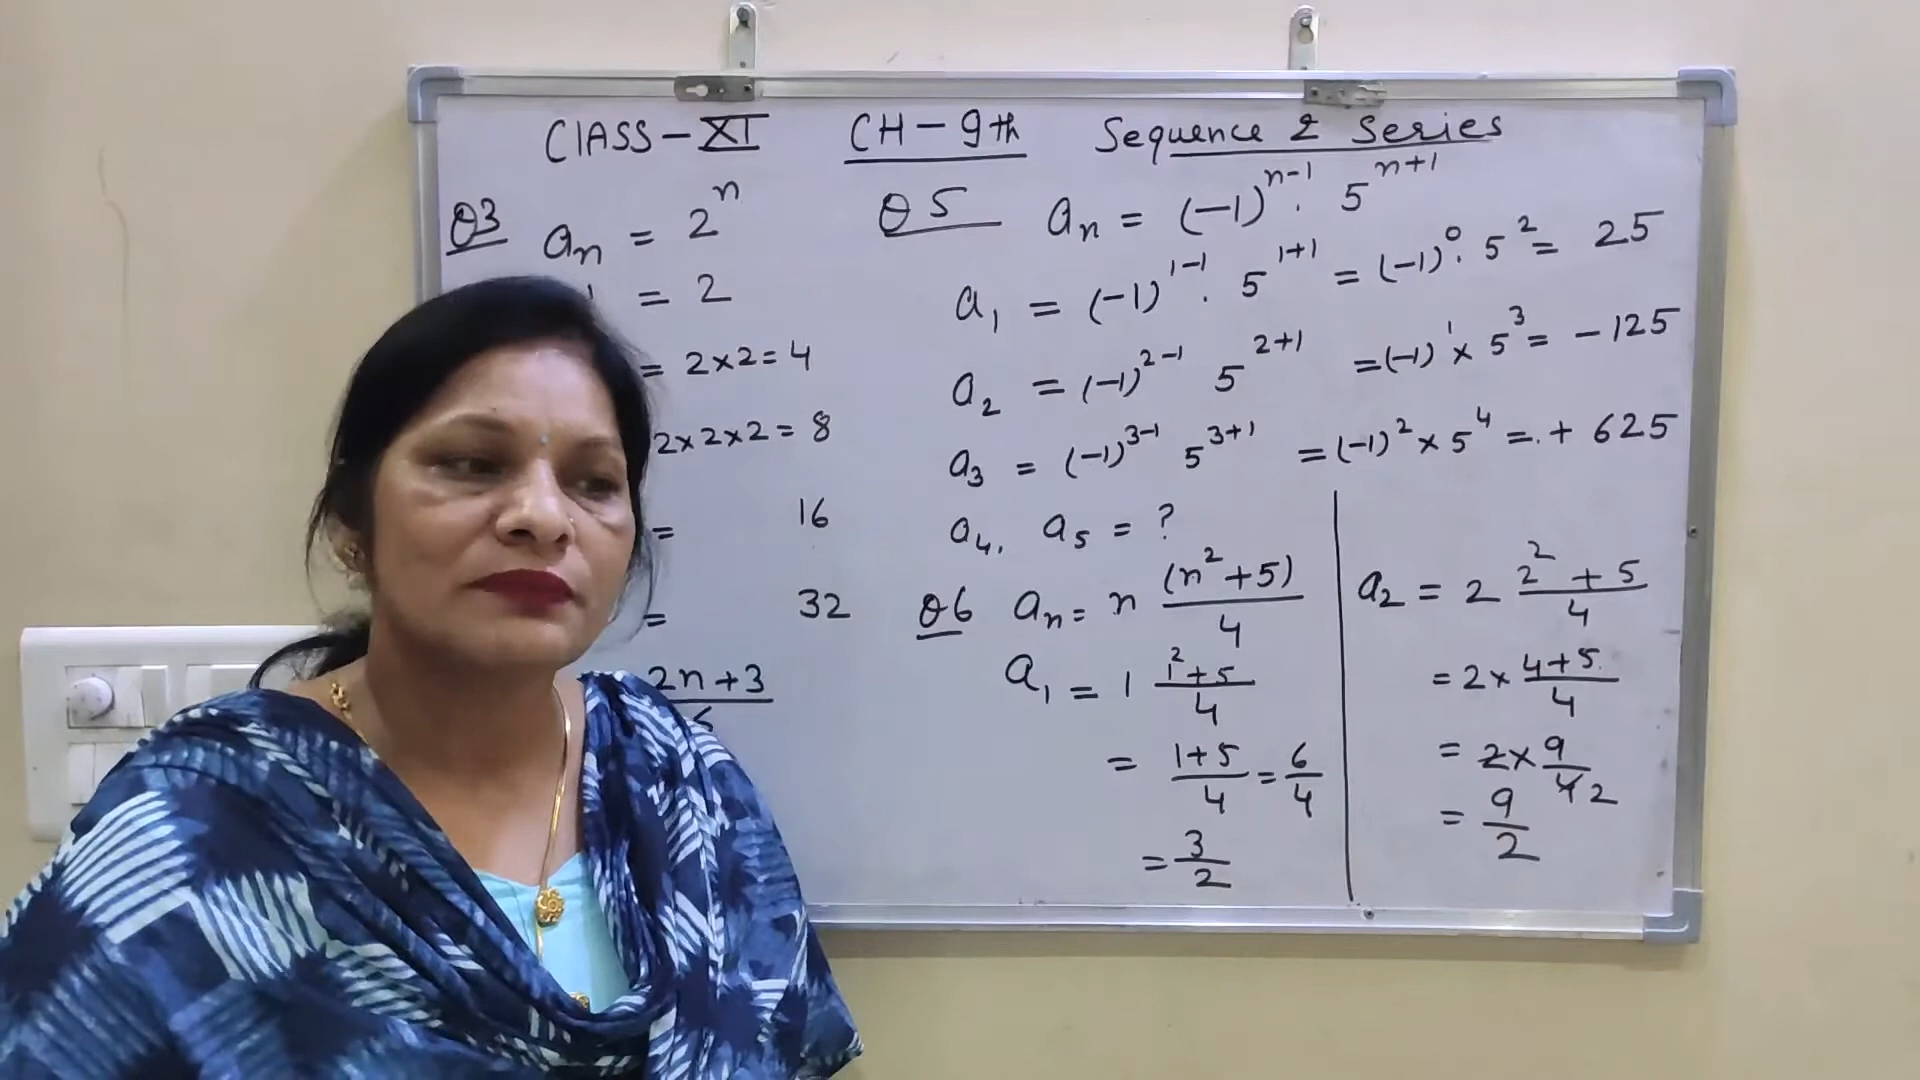 CLASS-XI CH-9th Sequence & Series
Q3 an = 2^n
= 2
= 2×2=4
2×2×2=8
= 16
= 32
2n+3
Q5 an = (-1)^n-1 . 5^n+1
a1 = (-1)^1-1 . 5^1+1 = (-1)^0 . 5^2 = 25
a2 = (-1)^2-1 5^2+1 = (-1)^1 × 5^3 = -125
a3 = (-1)^3-1 5^3+1 = (-1)^2 × 5^4 = + 625
a4, a5 = ?
Q6 an = n (n^2+5)/4
a1 = 1 1^2+5/4
= 1+5/4 = 6/4
= 3/2
a2 = 2 2^2+5/4
= 2× 4+5/4
= 2× 9/4 2
= 9/2